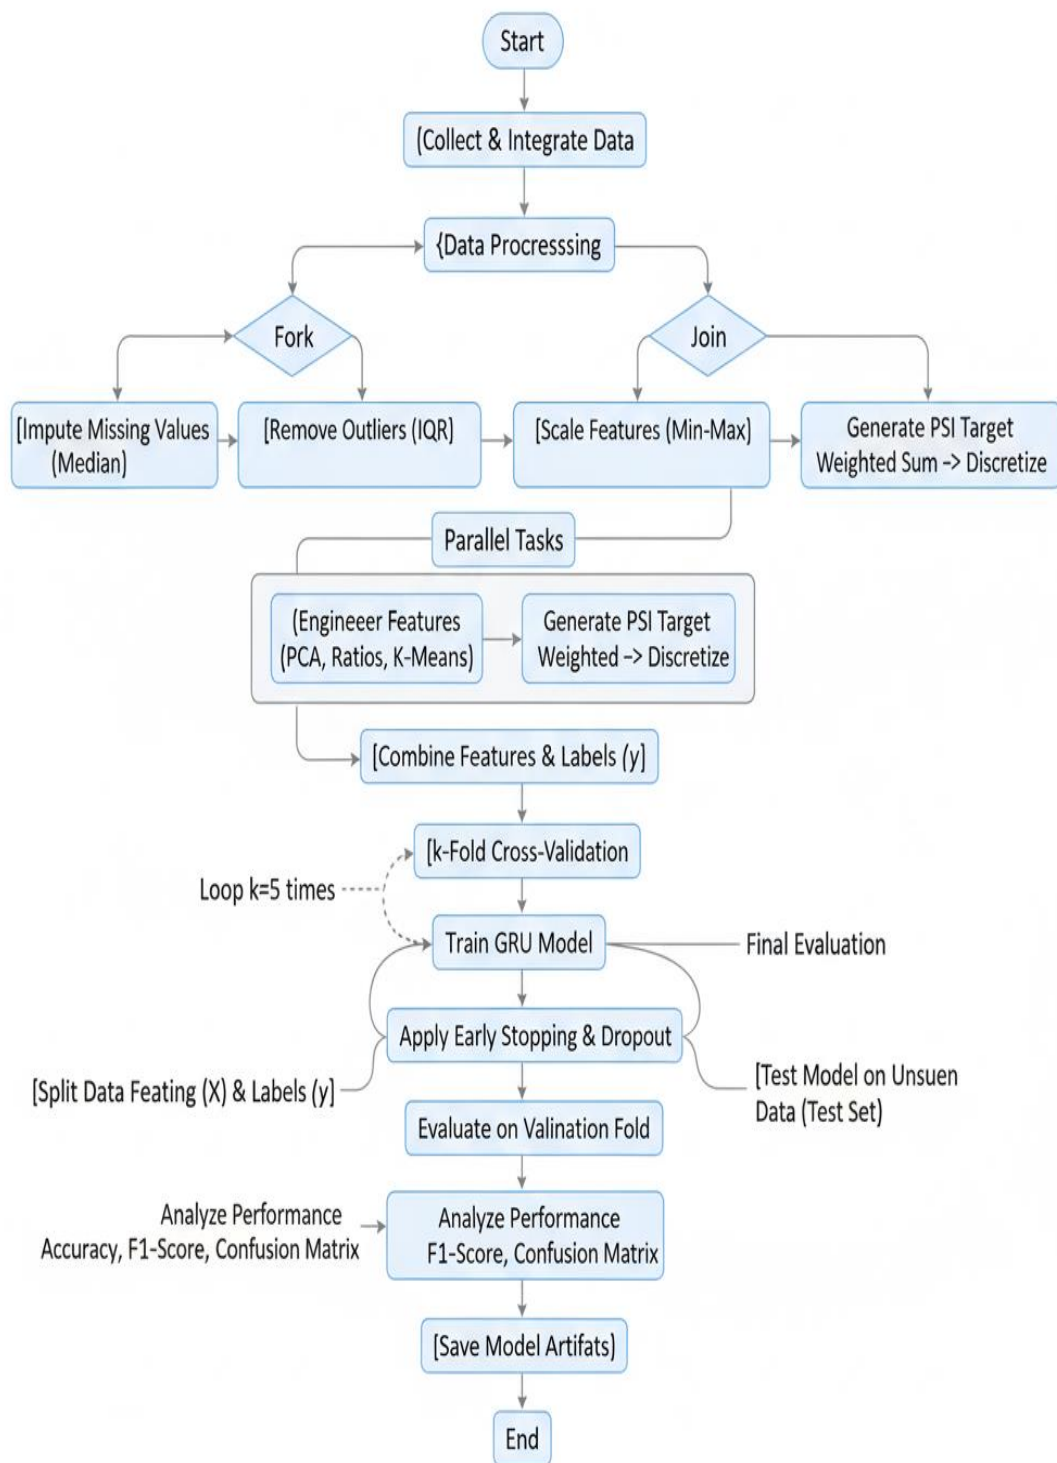 Start
(Collect & Integrate Data
{Data Procresssing
Fork
Join
[Impute Missing Values
(Median)
[Remove Outliers (IQR)
[Scale Features (Min-Max)
Generate PSI Target
Weighted Sum -> Discretize
Parallel Tasks
(Engineeer Features
(PCA, Ratios, K-Means)
Generate PSI Target
Weighted -> Discretize
[Combine Features & Labels (y]
[k-Fold Cross-Validation
Loop k=5 times
Train GRU Model
Final Evaluation
Apply Early Stopping & Dropout
[Split Data Feating (X) & Labels (y]
[Test Model on Unsuen
Data (Test Set)
Evaluate on Valination Fold
Analyze Performance
Accuracy, F1-Score, Confusion Matrix
Analyze Performance
F1-Score, Confusion Matrix
[Save Model Artifats)
End